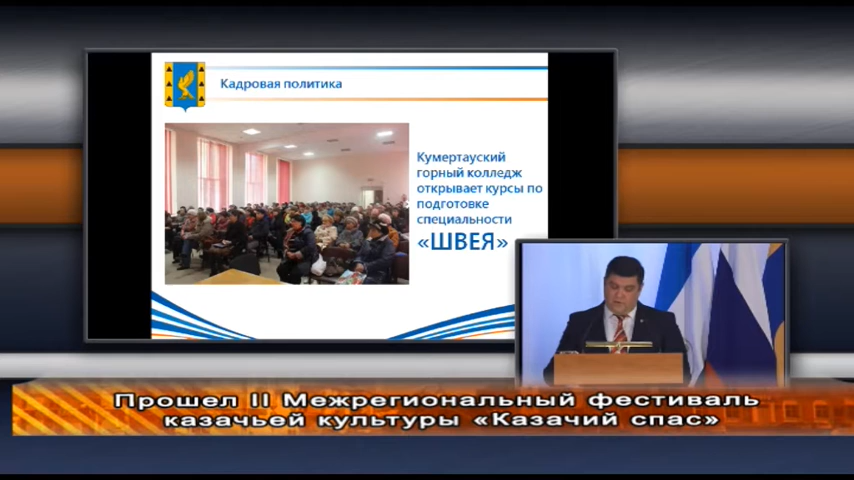 Кадровая политика
Кумертауский
горный колледж
открывает курсы по
подготовке
специальности
«ШВЕЯ»
Прошел II Межрегиональный фестиваль
казачьей культуры «Казачий спас»